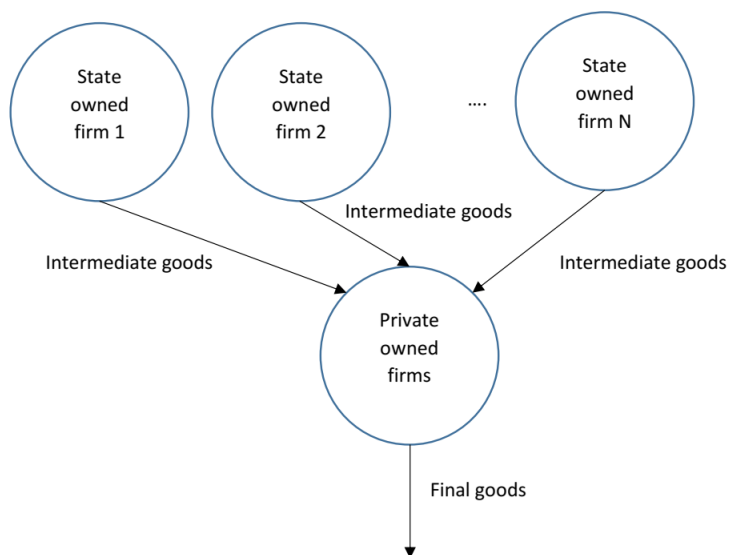 State
owned
firm 1
State
owned
firm 2
....
State
owned
firm N
Intermediate goods
Intermediate goods
Intermediate goods
Private
owned
firms
Final goods